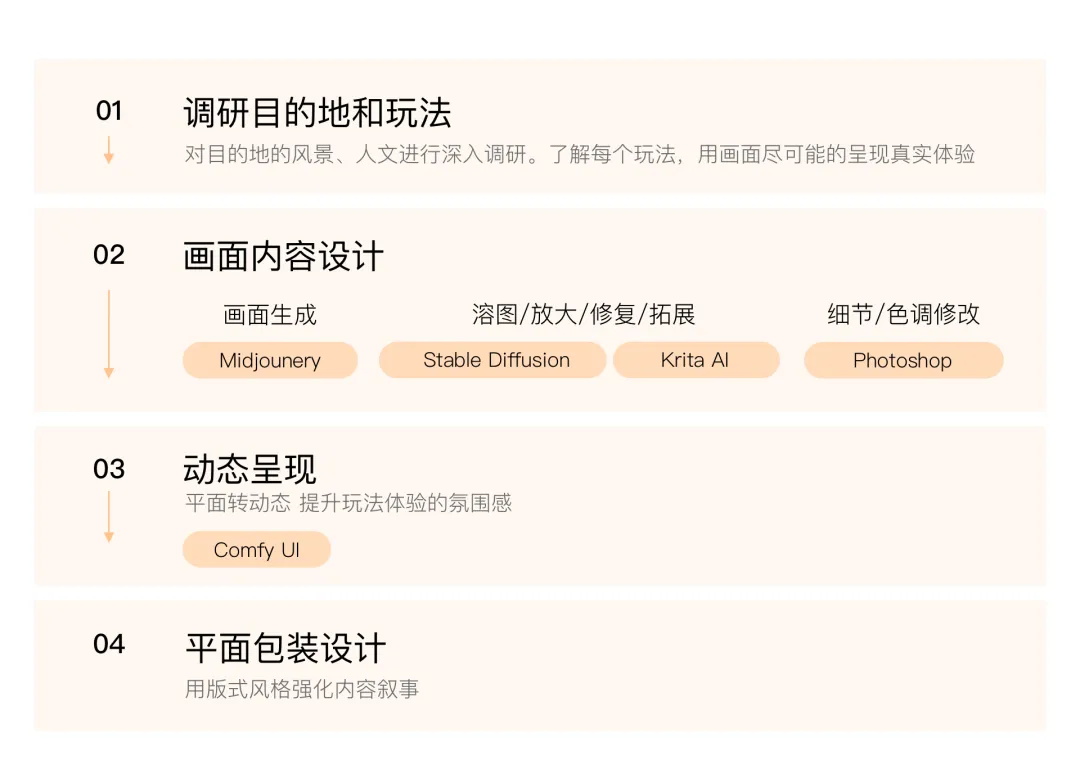 01 调研目的地和玩法
对目的地的风景、人文进行深入调研。了解每个玩法，用画面尽可能的呈现真实体验
02 画面内容设计
画面生成 溶图/放大/修复/拓展 细节/色调修改
Midjounery Stable Diffusion Krita AI Photoshop
03 动态呈现
平面转动态 提升玩法体验的氛围感
Comfy UI
04 平面包装设计
用版式风格强化内容叙事